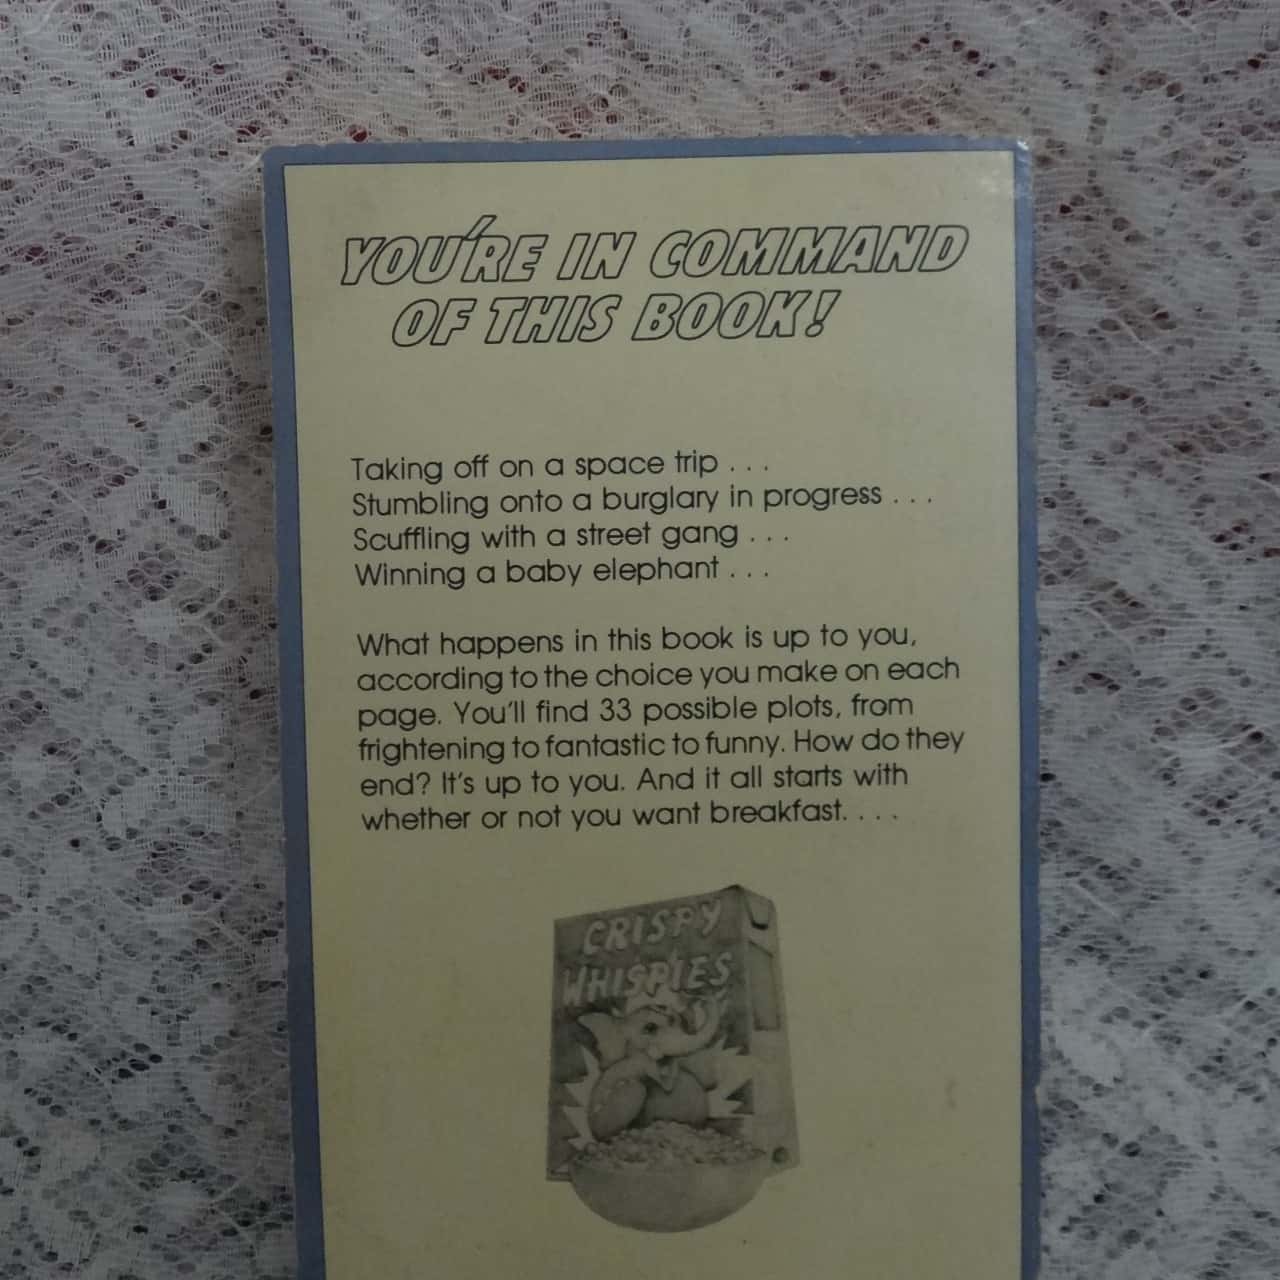 YOU'RE IN COMMAND
OF THIS BOOK!
Taking off on a space trip . . .
Stumbling onto a burglary in progress . . .
Scuffling with a street gang . . .
Winning a baby elephant . . .
What happens in this book is up to you,
according to the choice you make on each
page. You'll find 33 possible plots, from
frightening to fantastic to funny. How do they
end? It's up to you. And it all starts with
whether or not you want breakfast. . . .
CRISPY
WHISPIES